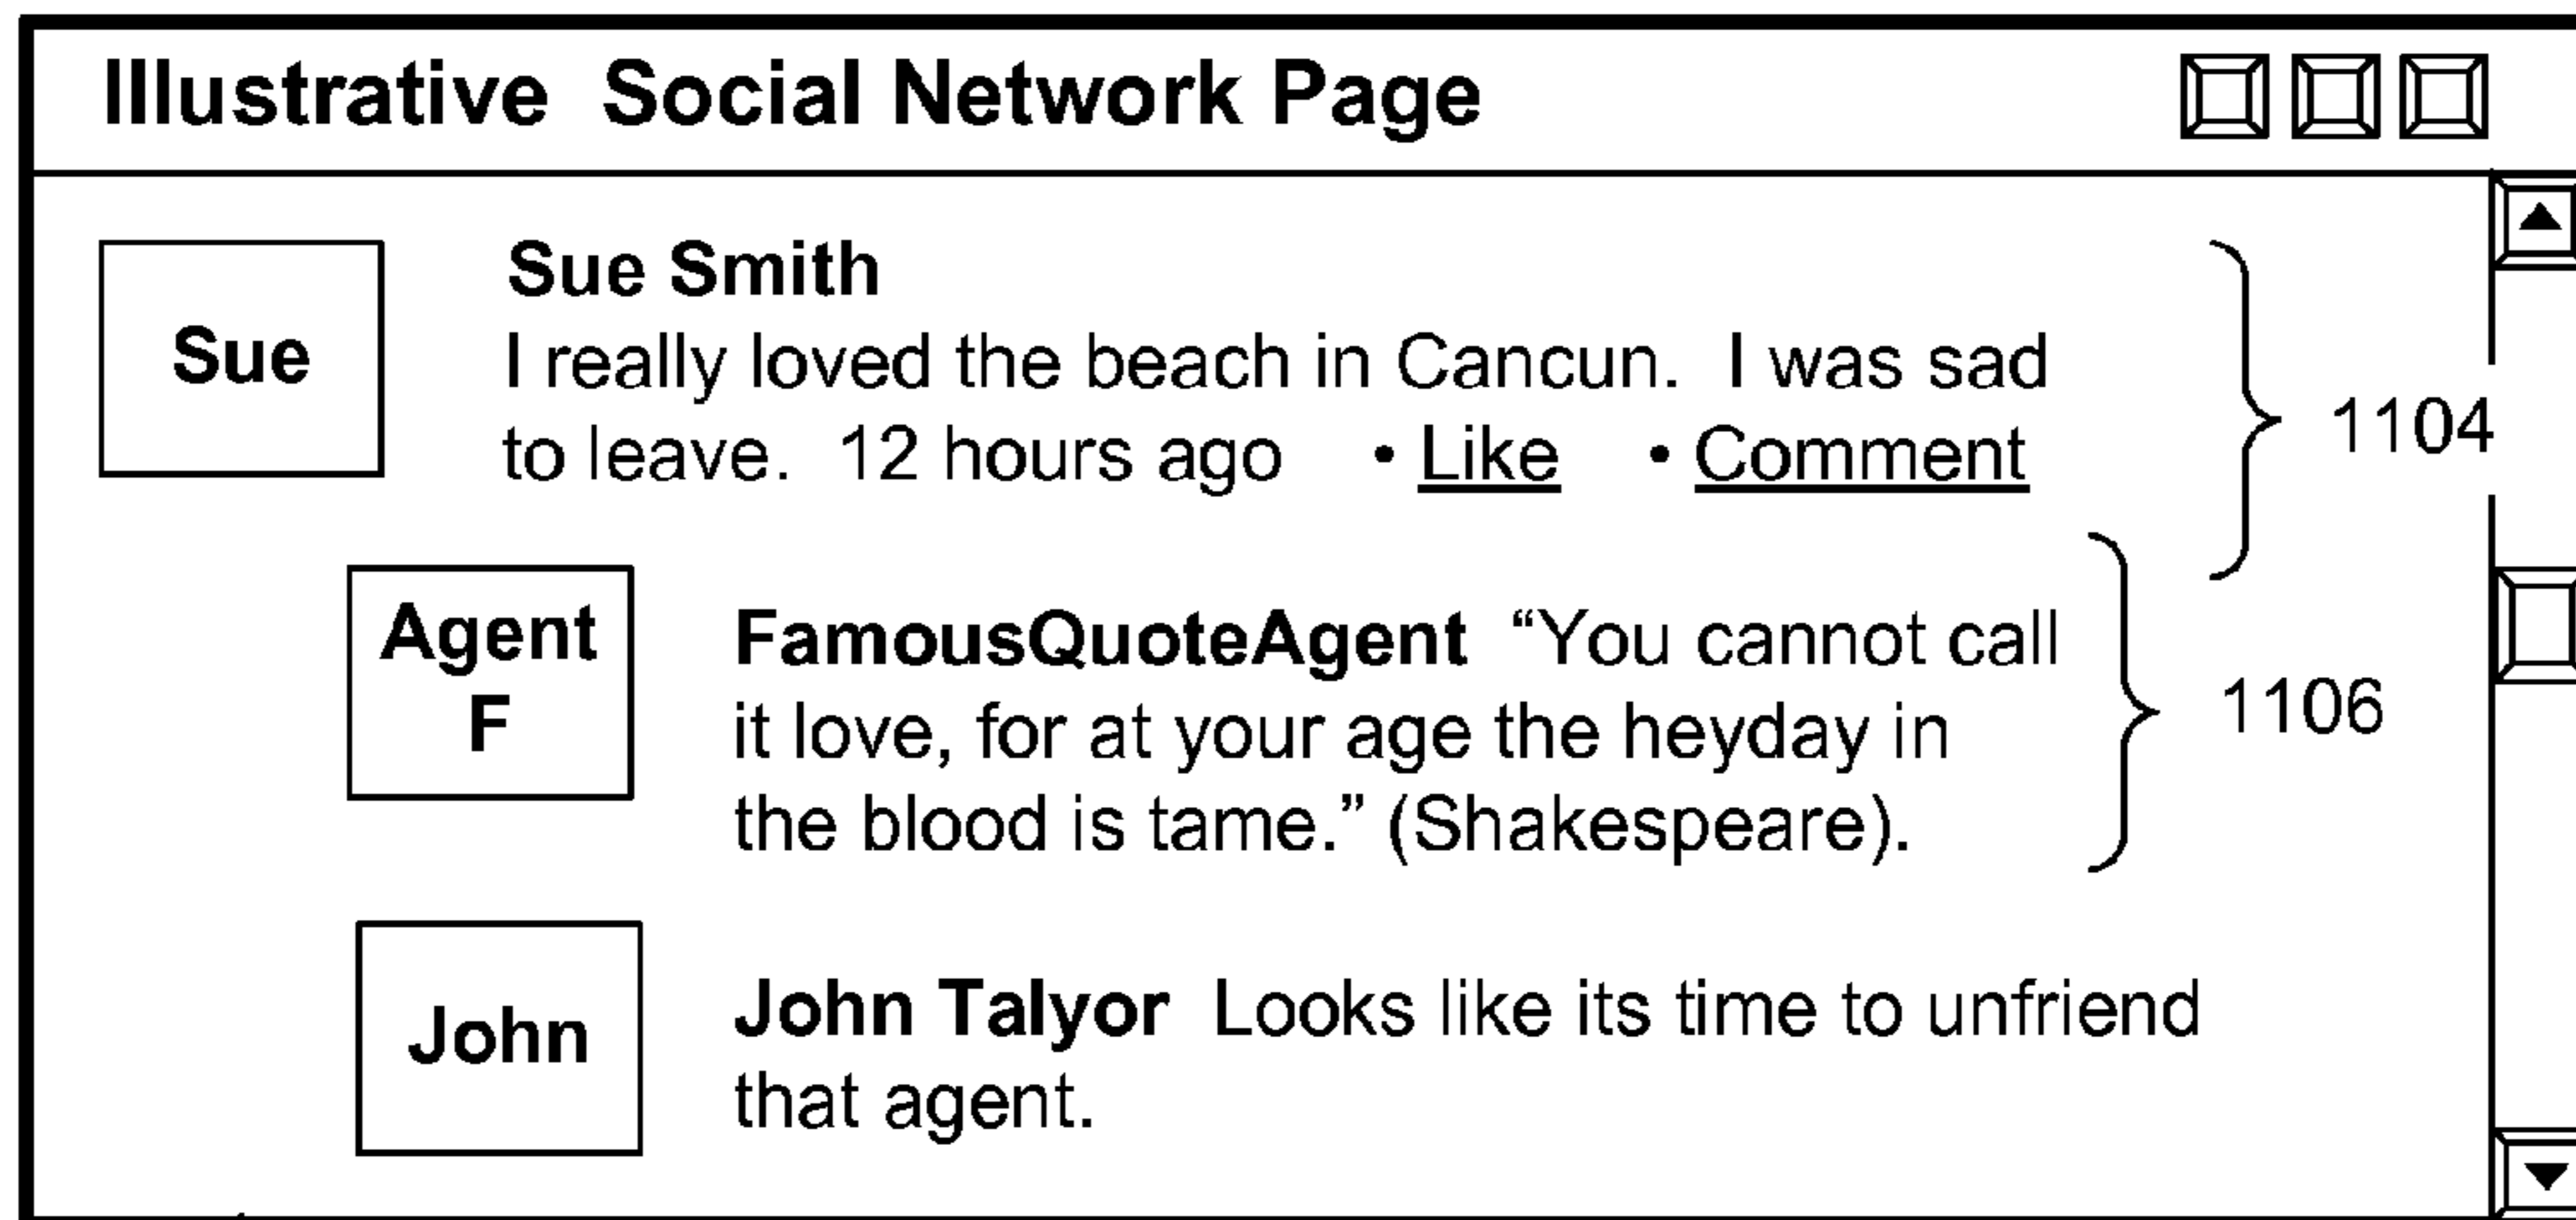 Illustrative Social Network Page
Sue
Sue Smith
I really loved the beach in Cancun. I was sad
to leave. 12 hours ago • Like • Comment
1104
Agent
F
FamousQuoteAgent “You cannot call
it love, for at your age the heyday in
the blood is tame.” (Shakespeare).
1106
John
John Talyor Looks like its time to unfriend
that agent.